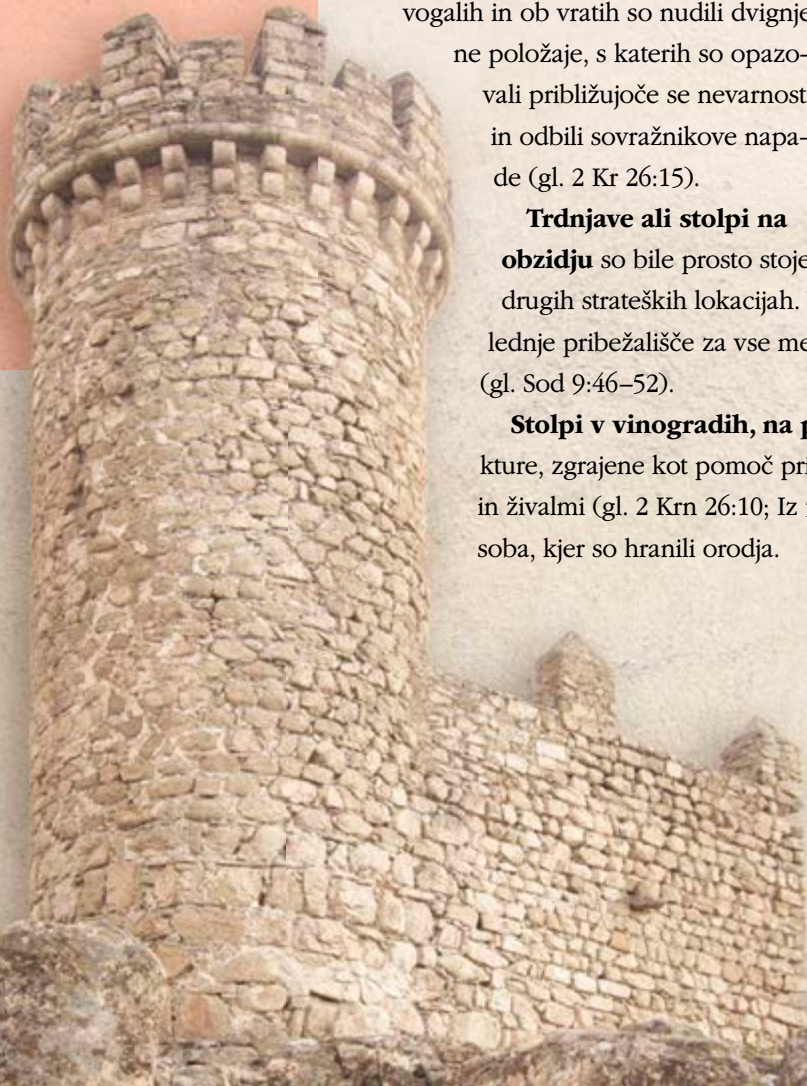 vogalih in ob vratih so nudili dvignje
ne položaje, s katerih so opazo-
vali približujoče se nevarnost
in odbili sovražnikove napa-
de (gl. 2 Kr 26:15).
Trdnjave ali stolpi na
obzidju so bile prosto stoje
drugih strateških lokacijah.
lednje pribežališče za vse me
(gl. Sod 9:46–52).
Stolpi v vinogradih, na p
kture, zgrajene kot pomoč pri
in živalmi (gl. 2 Krn 26:10; Iz
soba, kjer so hranili orodja.